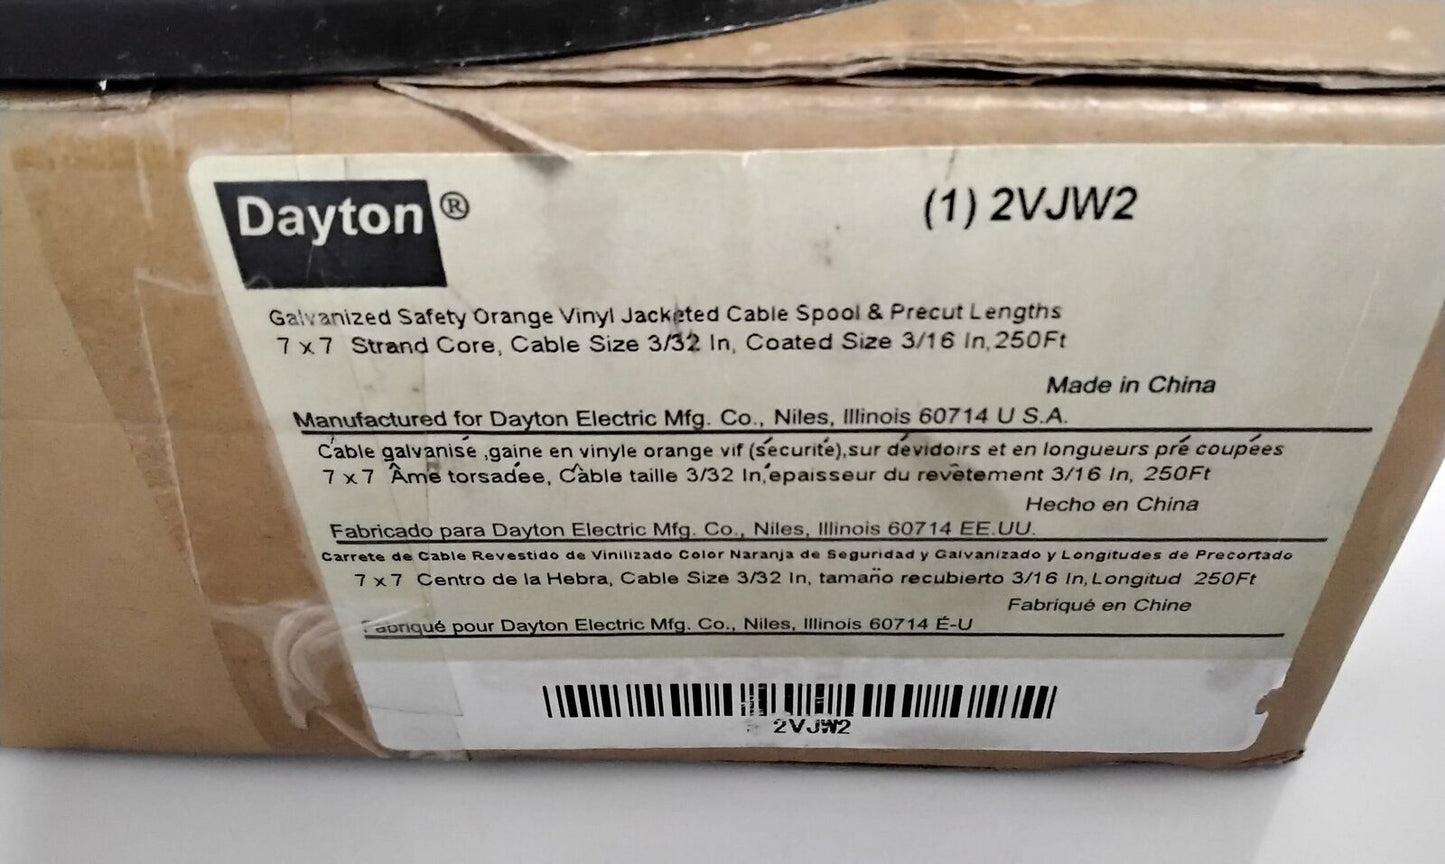 Dayton®
(1) 2VJW2
Galvanized Safety Orange Vinyl Jacketed Cable Spool & Precut Lengths
7 x 7 Strand Core, Cable Size 3/32 In, Coated Size 3/16 In, 250Ft
Made in China
Manufactured for Dayton Electric Mfg. Co., Niles, Illinois 60714 U S.A.
Cable galvanisé ,gaine en vinyle orange vif (sécurité),sur dévidoirs et en longueurs pré coupées
7 x 7 Âme torsadée, Câble taille 3/32 In,épaisseur du revêtement 3/16 In, 250Ft
Hecho en China
Fabricado para Dayton Electric Mfg. Co., Niles, Illinois 60714 EE.UU.
Carrete de Cable Revestido de Vinilizado Color Naranja de Seguridad y Galvanizado y Longitudes de Precortado
7 x 7 Centro de la Hebra, Cable Size 3/32 In, tamaño recubierto 3/16 In, Longitud 250Ft
Fabriqué en Chine
Fabriqué pour Dayton Electric Mfg. Co., Niles, Illinois 60714 É-U
2VJW2